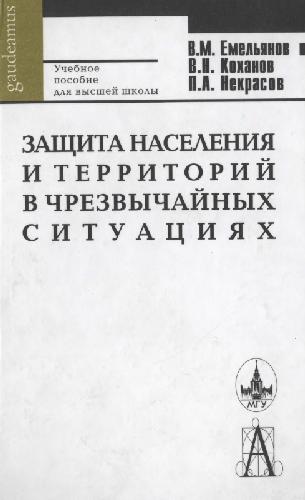 gaudeamus
Учебное
пособие
для высшей школы
В.М. Емельянов
В.Н. Коханов
П.А. Некрасов
ЗАЩИТА НАСЕЛЕНИЯ
И ТЕРРИТОРИЙ
В ЧРЕЗВЫЧАЙНЫХ
СИТУАЦИЯХ
МГУ
А